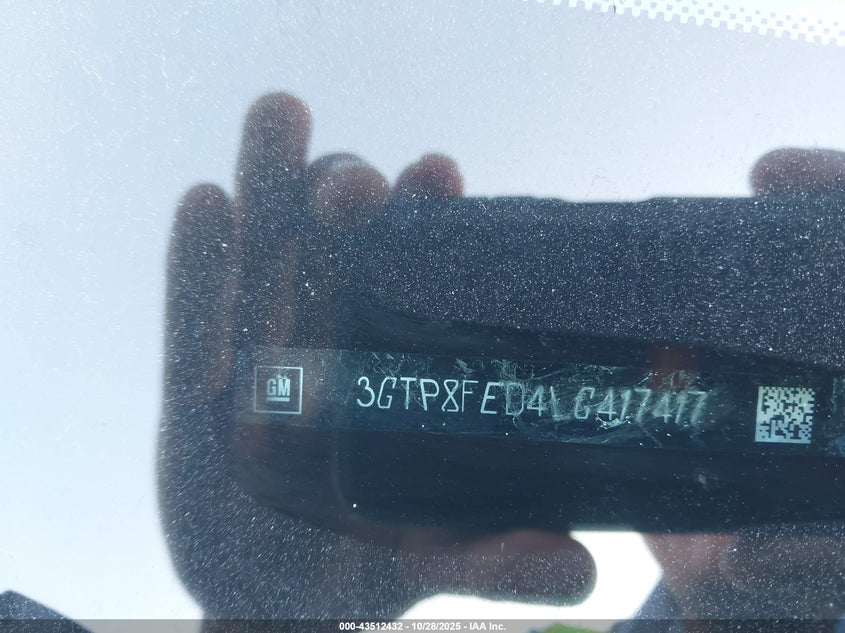 GM
3GTP8FED4LG417417
000-43512432 - 10/28/2025 - IAA Inc.